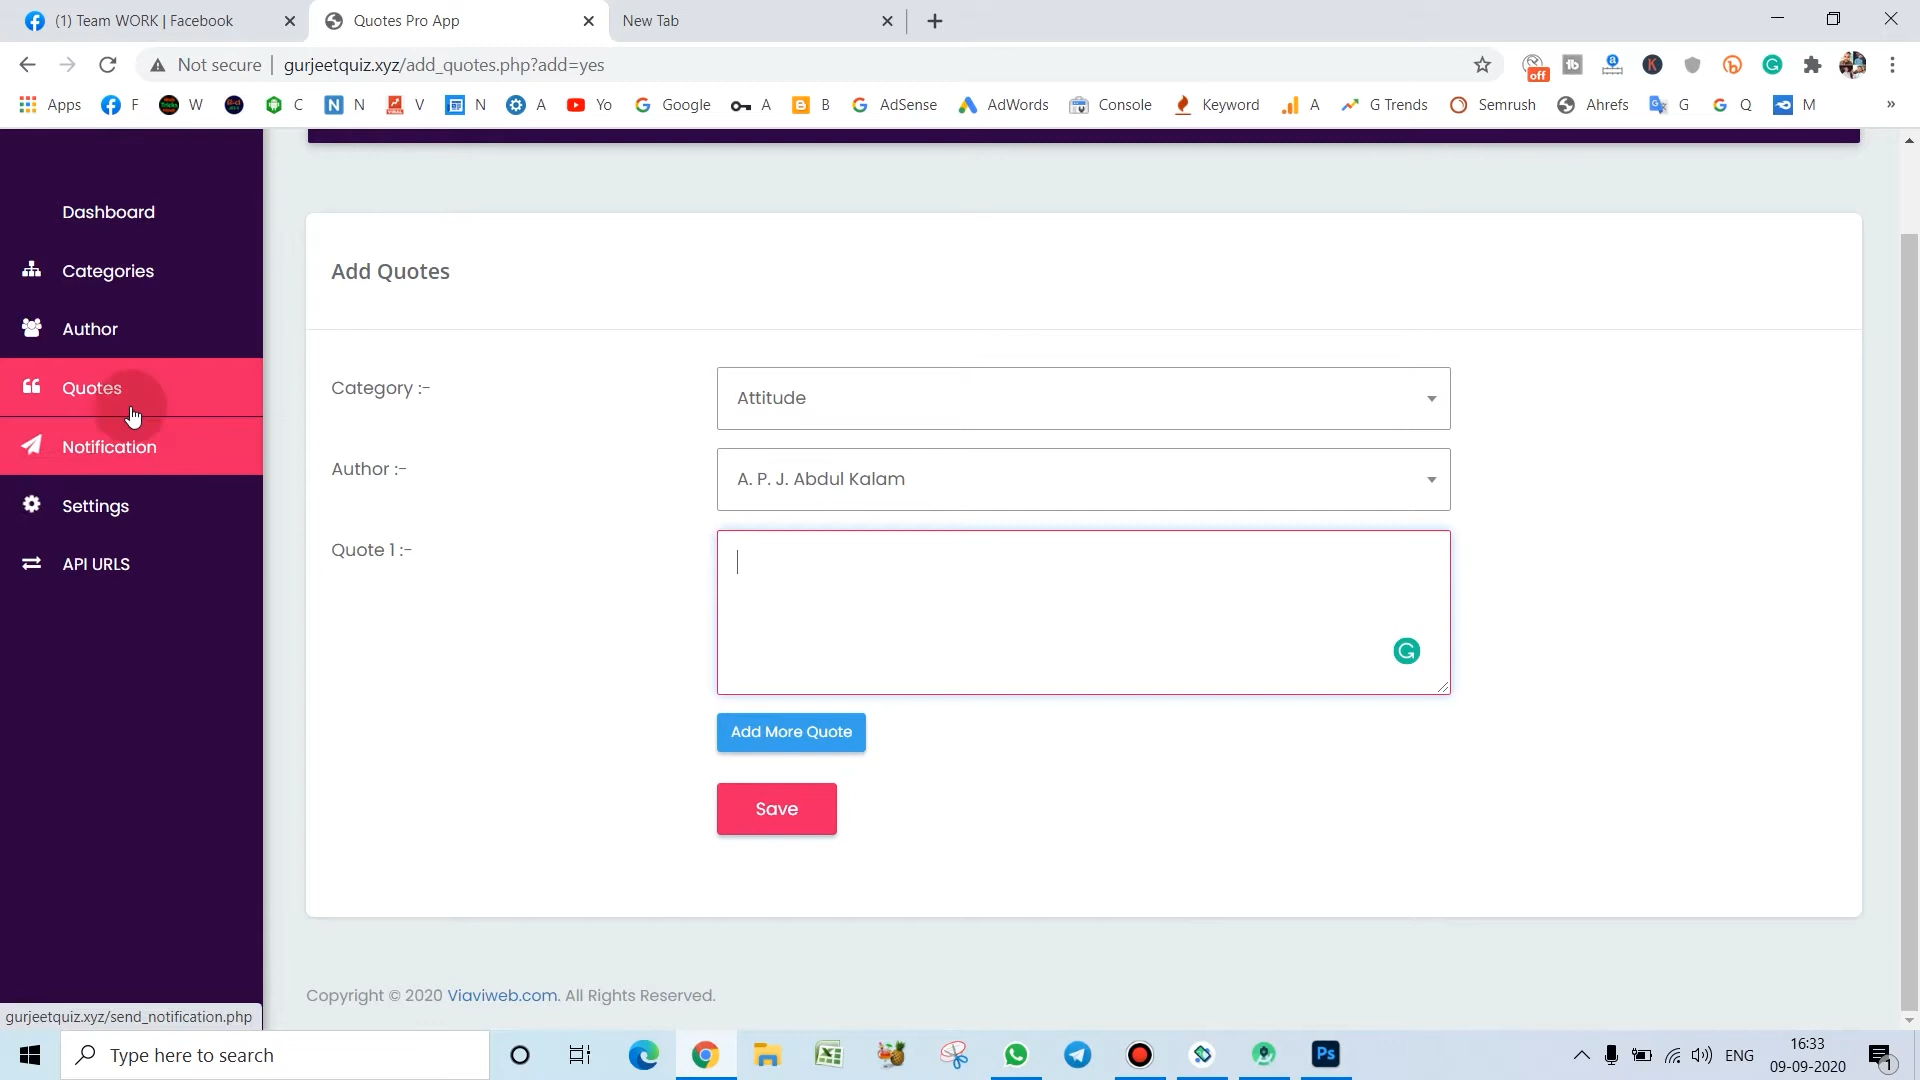 (1) Team WORK | Facebook
Quotes Pro App
New Tab
Not secure | gurjeetquiz.xyz/add_quotes.php?add=yes
off
Apps F W C N V N A Yo Google A B AdSense AdWords Console Keyword A G Trends Semrush Ahrefs G Q M »
Dashboard
Categories
Author
Quotes
Notification
Settings
API URLS
Add Quotes
Category :-
Attitude
Author :-
A. P. J. Abdul Kalam
Quote 1 :-
Add More Quote
Save
Copyright © 2020 Viaviweb.com. All Rights Reserved.
gurjeetquiz.xyz/send_notification.php
Type here to search
Ps
ENG
16:33
09-09-2020
1